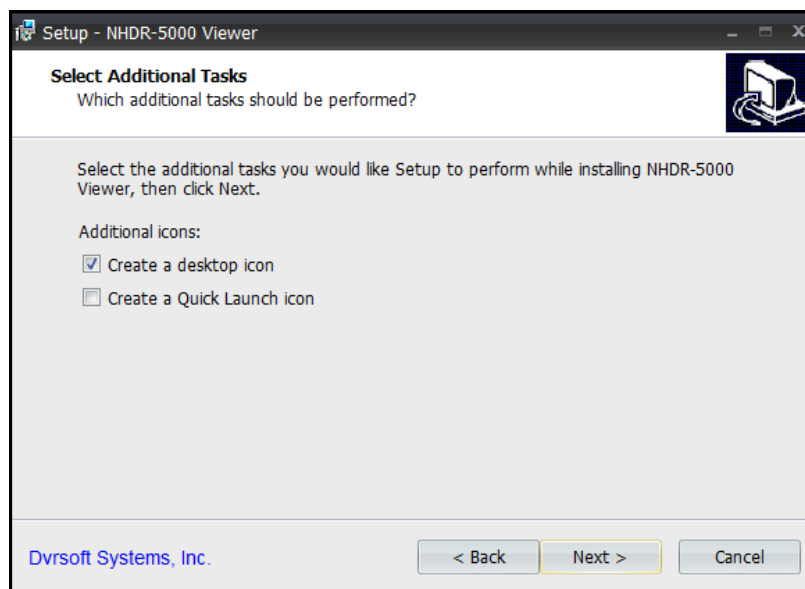 Setup - NHDR-5000 Viewer
Select Additional Tasks
Which additional tasks should be performed?
Select the additional tasks you would like Setup to perform while installing NHDR-5000
Viewer, then click Next.
Additional icons:
Create a desktop icon
Create a Quick Launch icon
Dvrsoft Systems, Inc.
< Back Next > Cancel